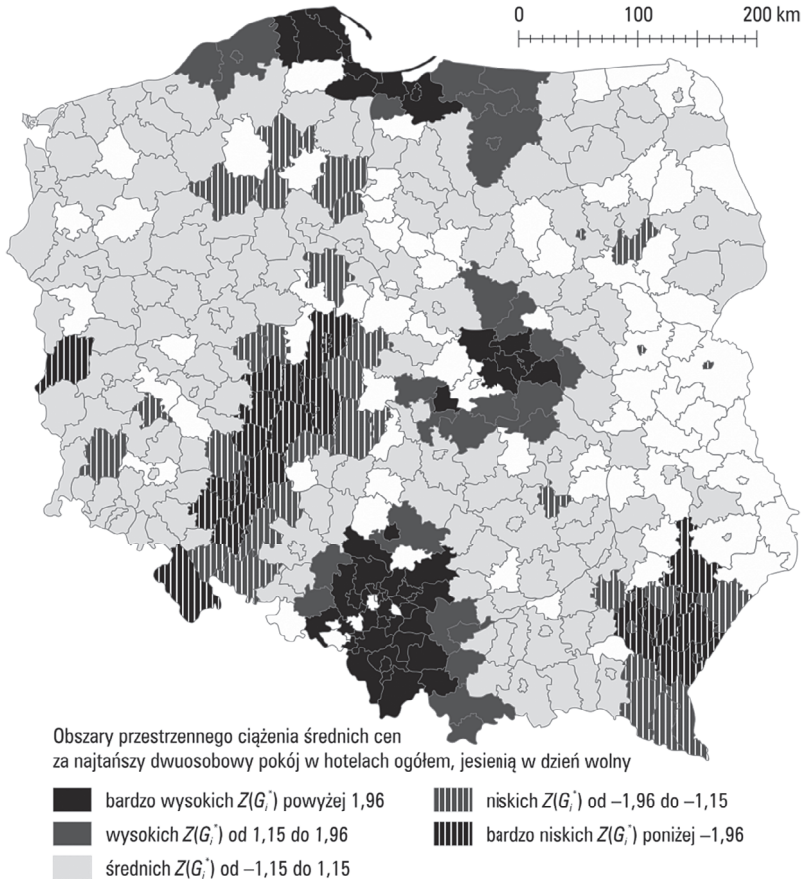 0 100 200 km
Obszary przestrzennego ciążenia średnich cen
za najtańszy dwuosobowy pokój w hotelach ogółem, jesienią w dzień wolny
bardzo wysokich Z(Gᵢ*) powyżej 1,96
wysokich Z(Gᵢ*) od 1,15 do 1,96
średnich Z(Gᵢ*) od –1,15 do 1,15
niskich Z(Gᵢ*) od –1,96 do –1,15
bardzo niskich Z(Gᵢ*) poniżej –1,96